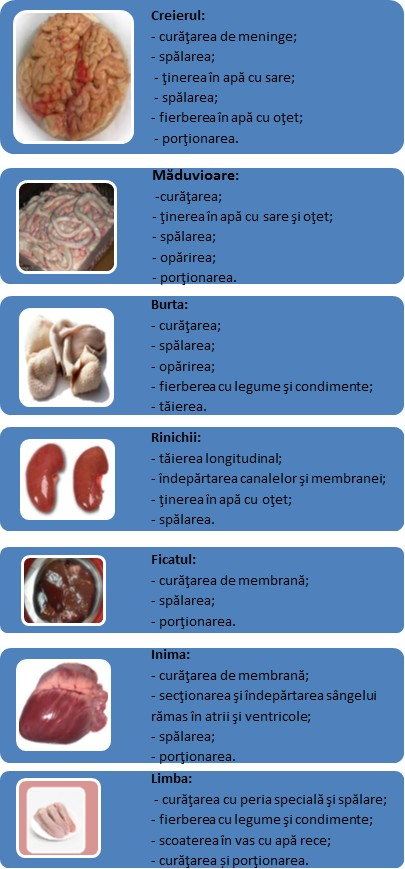 Creierul:
- curăţarea de meninge;
- spălarea;
- ţinerea în apă cu sare;
- spălarea;
- fierberea în apă cu oţet;
- porţionarea.
Măduvioare:
-curăţarea;
- ţinerea în apă cu sare şi oţet;
- spălarea;
- opărirea;
- porţionarea.
Burta:
- curăţarea;
- spălarea;
- opărirea;
- fierberea cu legume şi condimente;
- tăierea.
Rinichii:
- tăierea longitudinal;
- îndepărtarea canalelor şi membranei;
- ţinerea în apă cu oţet;
- spălarea.
Ficatul:
- curăţarea de membrană;
- spălarea;
- porţionarea.
Inima:
- curăţarea de membrană;
- secţionarea şi îndepărtarea sângelui
rămas în atrii şi ventricole;
- spălarea;
- porţionarea.
Limba:
- curăţarea cu peria specială şi spălare;
- fierberea cu legume şi condimente;
- scoaterea în vas cu apă rece;
- curăţarea şi porţionarea.